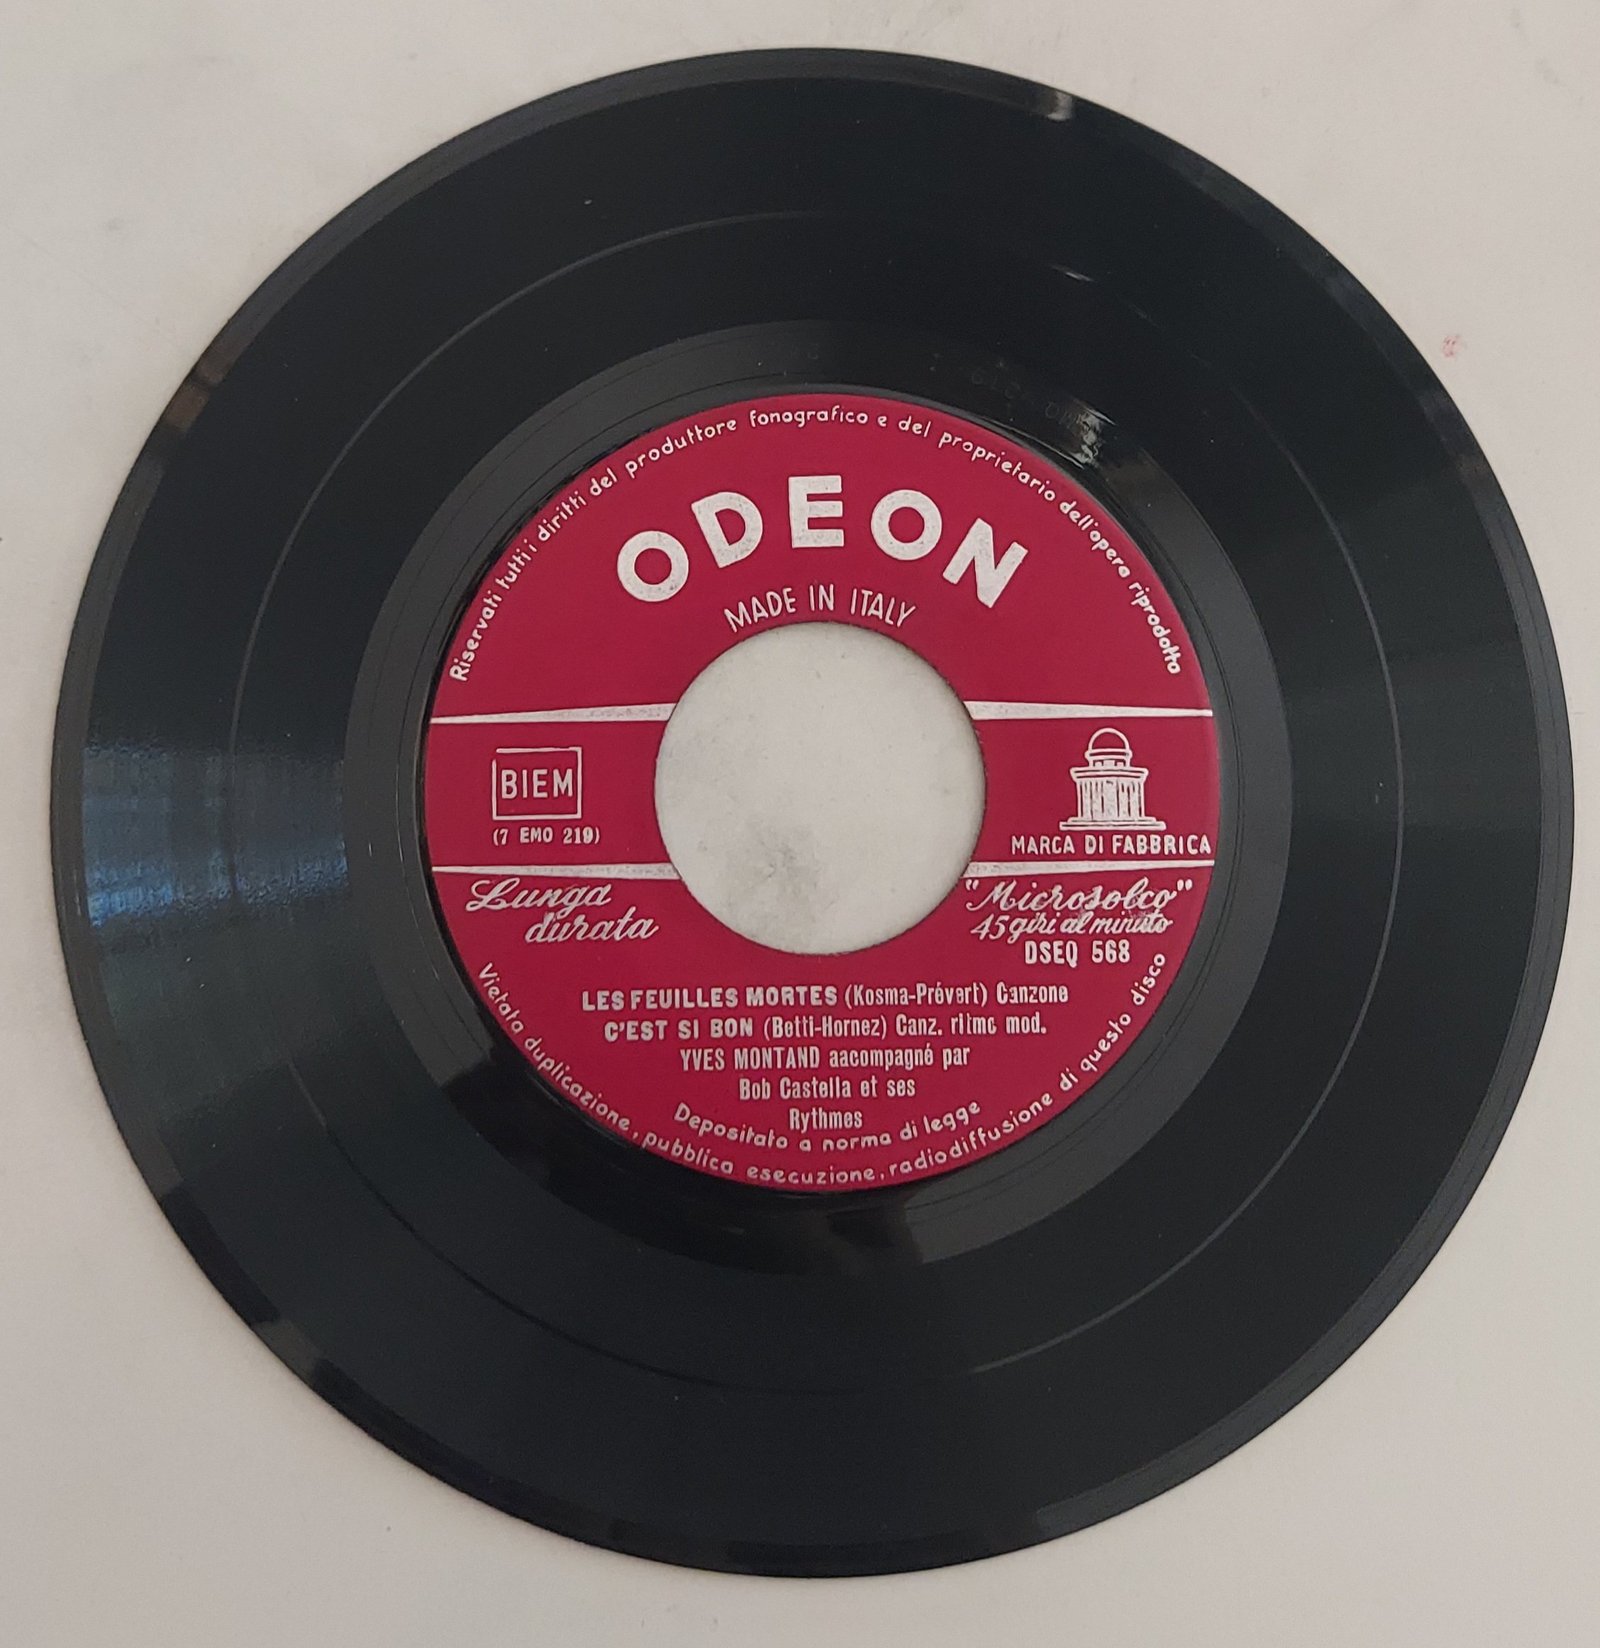 Riservati tutti i diritti del produttore fonografico e del proprietario dell'opera riprodotta
ODEON
MADE IN ITALY
BIEM
(7 EMO 219)
MARCA DI FABBRICA
Lunga
durata
"Microsolco"
45 giri al minuto
DSEQ 568
LES FEUILLES MORTES (Kosma-Prévert) Canzone
C'EST SI BON (Betti-Hornez) Canz. ritmo mod.
YVES MONTAND aacompagné par
Bob Castella et ses
Rythmes
Depositato a norma di legge
Vietata duplicazione, pubblica esecuzione, radiodiffusione di questo disco